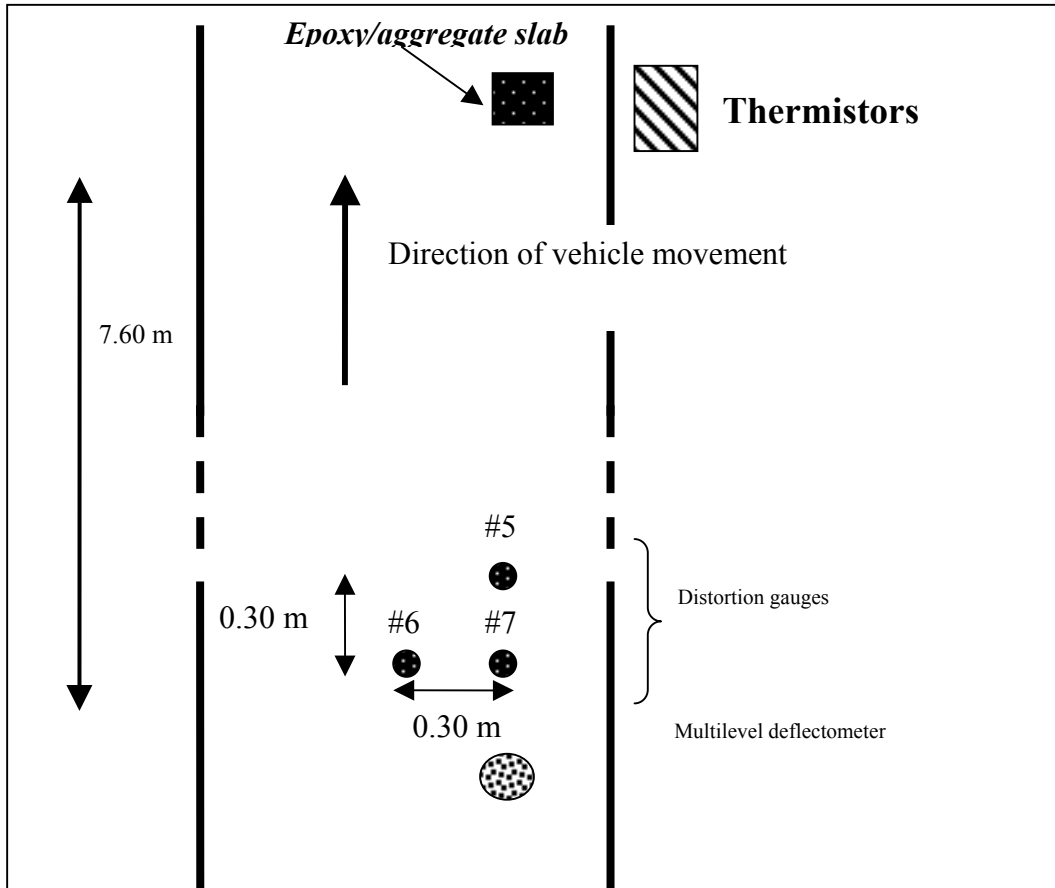 Epoxy/aggregate slab
Thermistors
Direction of vehicle movement
7.60 m
#5
Distortion gauges
0.30 m
#6
#7
0.30 m
Multilevel deflectometer